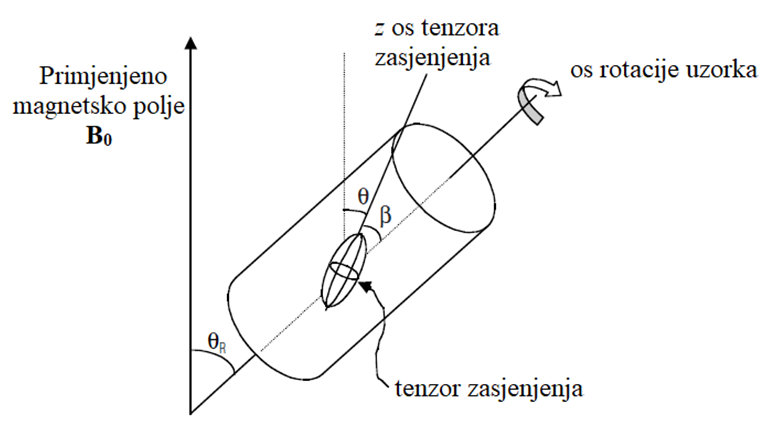 z os tenzora
zasjenjenja
Primjenjeno
magnetsko polje
B₀
os rotacije uzorka
θ
β
θR
tenzor zasjenjenja